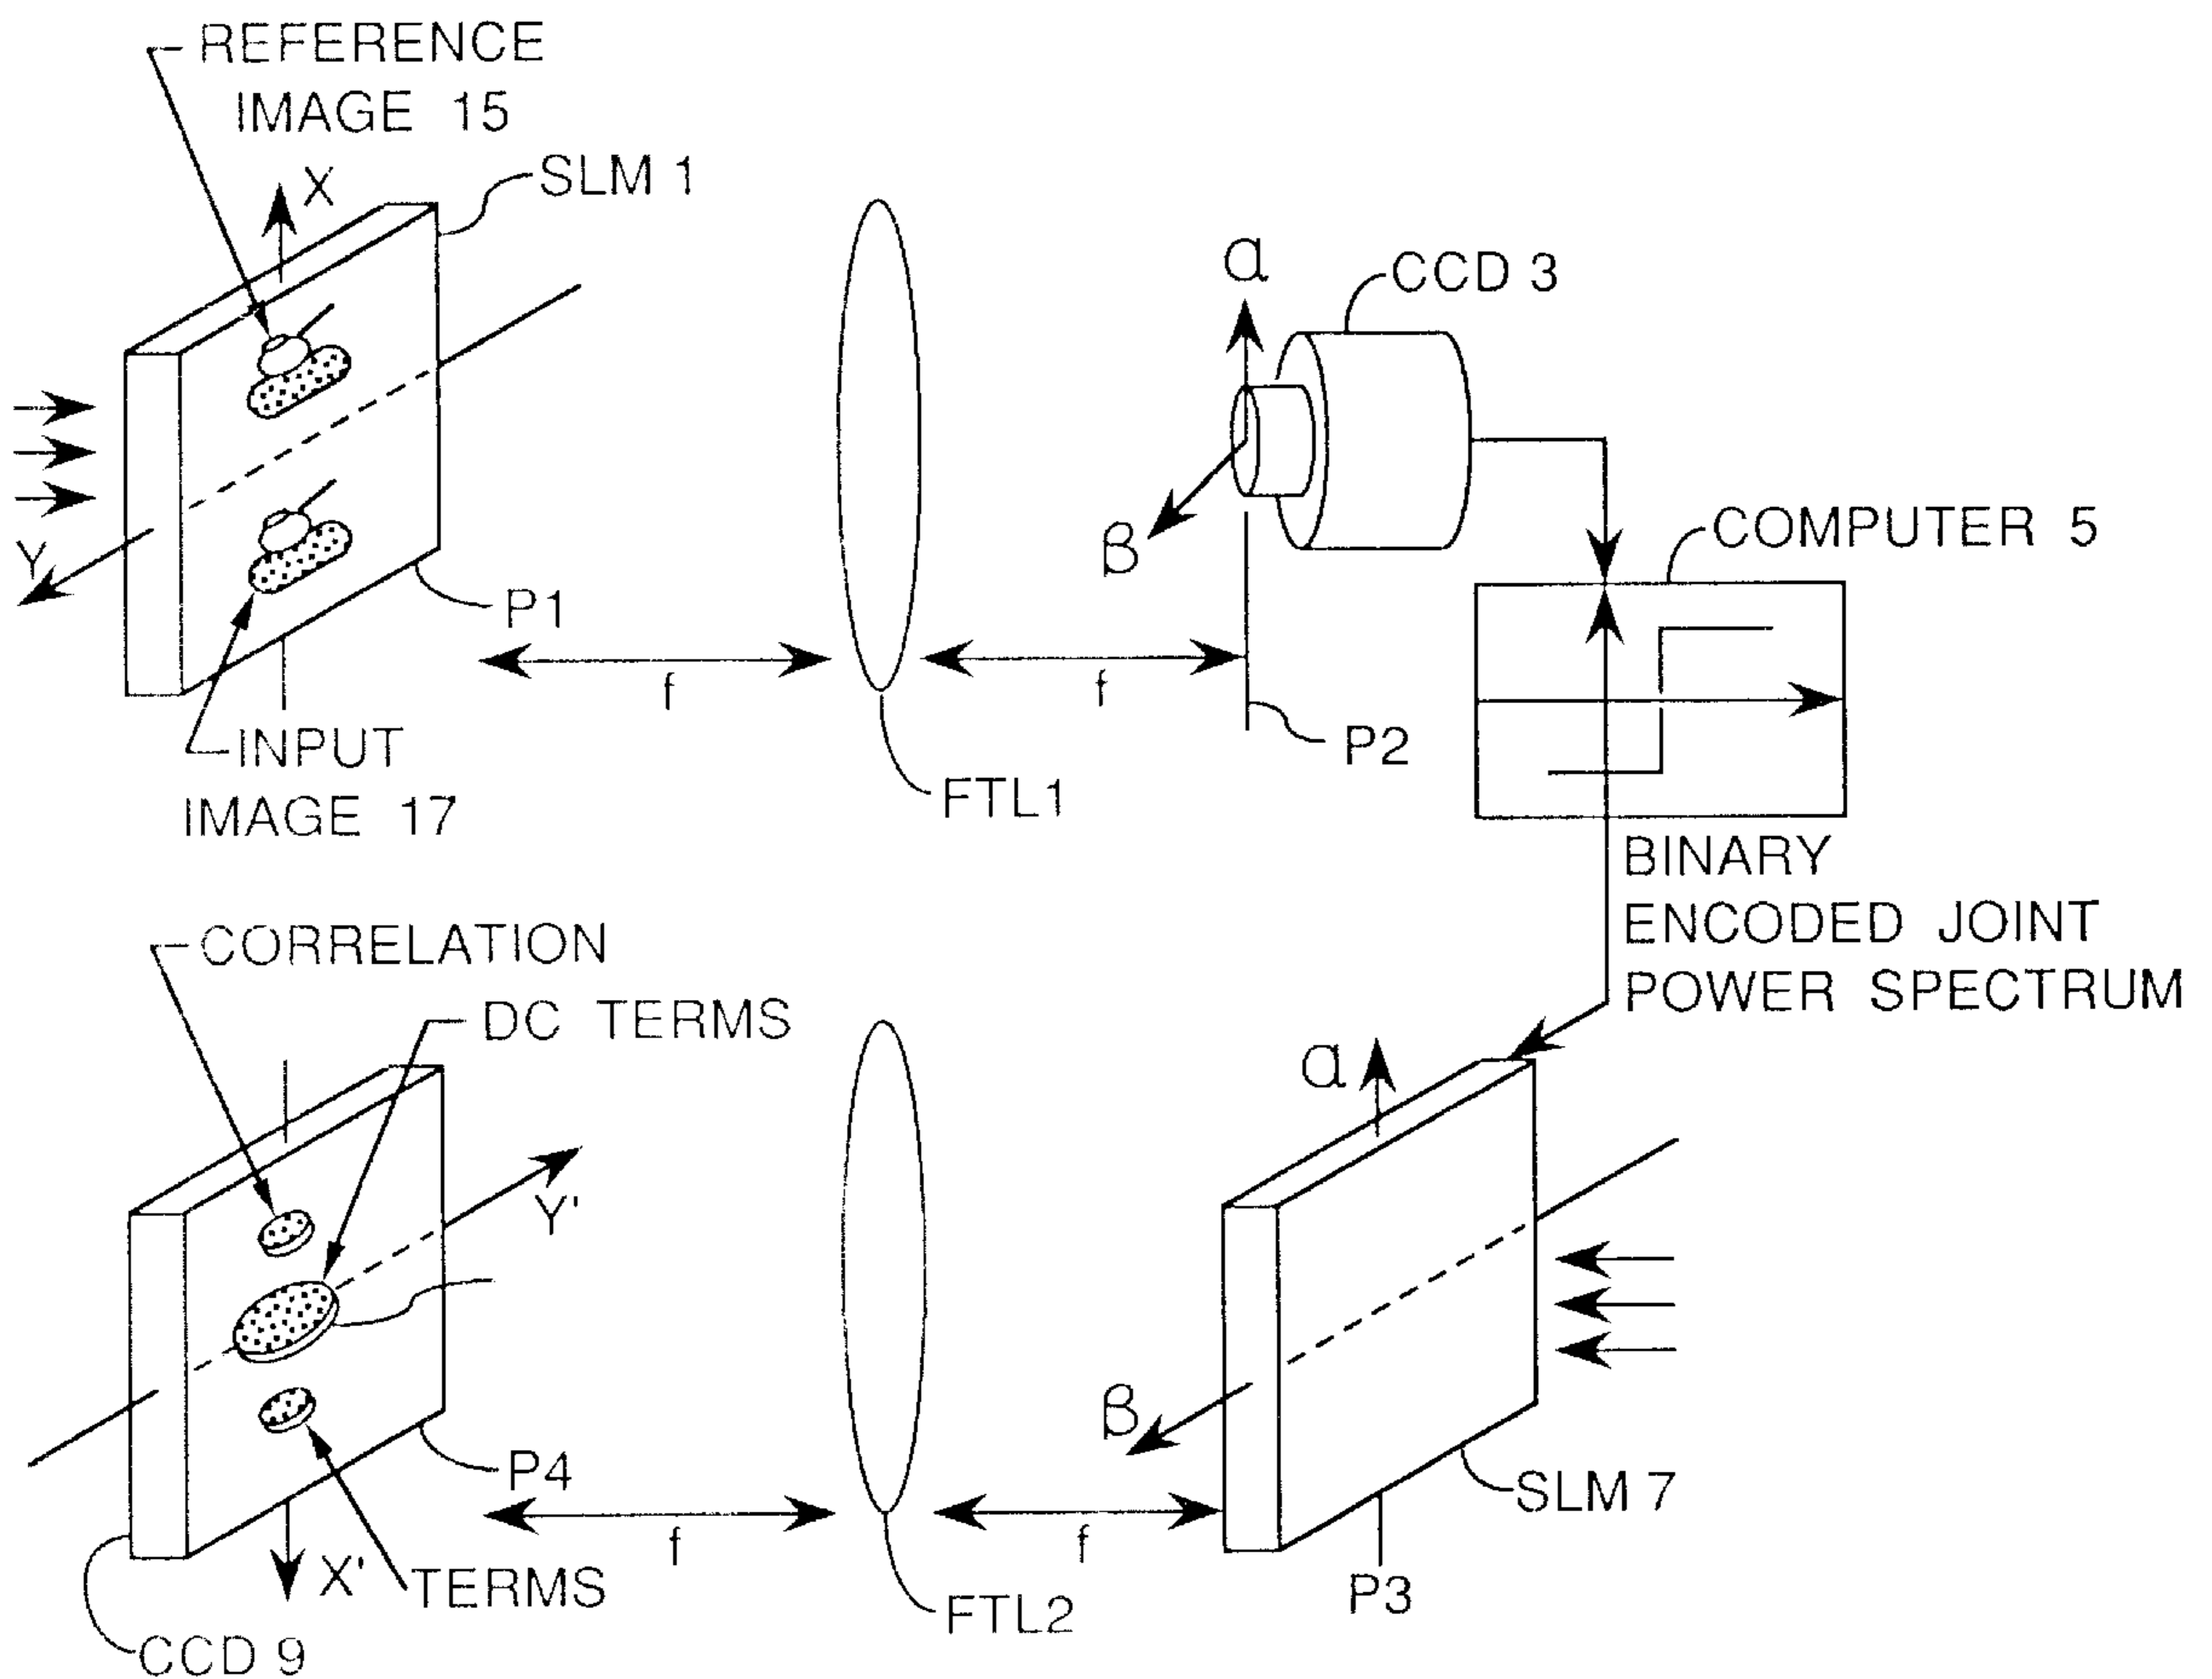 REFERENCE
IMAGE 15
X
SLM 1
α
CCD 3
β
Y
P1
COMPUTER 5
f
f
INPUT
IMAGE 17
P2
FTL1
BINARY
ENCODED JOINT
POWER SPECTRUM
CORRELATION
DC TERMS
α
Y'
β
P4
SLM 7
f
f
X'
TERMS
P3
FTL2
CCD 9